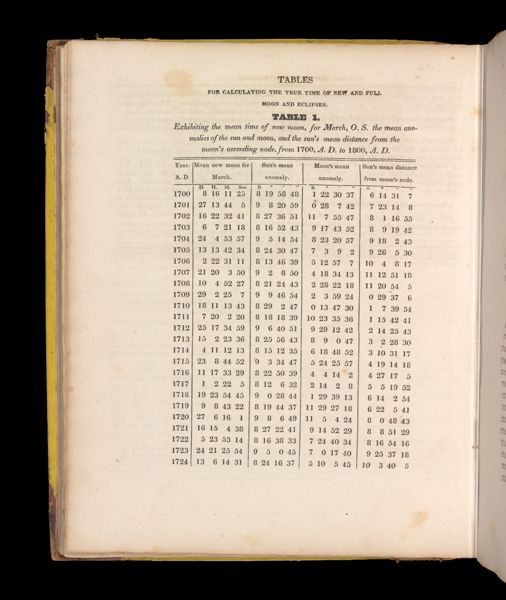 TABLES
FOR CALCULATING THE TRUE TIME OF NEW AND FULL
MOON AND ECLIPSES.
TABLE 1.
Exhibiting the mean time of new moon, for March, O. S. the mean ano-
malies of the sun and moon, and the sun's mean distance from the
moon's ascending node, from 1700, A. D. to 1800, A. D.
Year. Mean new moon for Sun's mean Moon's mean Sun's mean distance
A. D. March. anomaly. anomaly. from moon's node.
D. H. M. Sec. S. ° ′ ″ S. ° ′ ″ S. ° ′ ″
1700 8 16 11 25 8 19 58 48 1 22 30 37 6 14 31 7
1701 27 13 44 5 9 8 20 59 0 28 7 42 7 23 14 8
1702 16 22 32 41 8 27 36 51 11 7 55 47 8 1 16 55
1703 6 7 21 18 8 16 52 43 9 17 43 52 8 9 19 42
1704 24 4 53 57 9 5 14 54 8 23 20 57 9 18 2 43
1705 13 13 42 34 8 24 30 47 7 3 9 2 9 26 5 30
1706 2 22 31 11 8 13 46 39 5 12 57 7 10 4 8 17
1707 21 20 3 50 9 2 8 50 4 18 34 13 11 12 51 18
1708 10 4 52 27 8 21 24 43 2 28 22 18 11 20 54 5
1709 29 2 25 7 9 9 46 54 2 3 59 24 0 29 37 6
1710 18 11 13 43 8 29 2 47 0 13 47 30 1 7 39 54
1711 7 20 2 20 8 18 18 39 10 23 35 36 1 15 42 41
1712 25 17 34 59 9 6 40 51 9 29 12 42 2 14 25 43
1713 15 2 23 36 8 25 56 43 8 9 0 47 3 2 28 30
1714 4 11 12 13 8 15 12 35 6 18 48 52 3 10 31 17
1715 23 8 44 52 9 3 34 47 5 24 25 57 4 19 14 18
1716 11 17 33 29 8 22 50 39 4 4 14 2 4 27 17 5
1717 1 2 22 5 8 12 6 32 2 14 2 8 5 5 19 52
1718 19 23 54 45 9 0 28 44 1 29 39 13 6 14 2 54
1719 9 8 43 22 8 19 44 37 11 29 27 18 6 22 5 41
1720 27 6 16 1 9 8 6 49 11 5 4 24 8 0 48 43
1721 16 15 4 38 8 27 22 41 9 14 52 29 8 8 51 29
1722 5 23 53 14 8 16 38 33 7 24 40 34 8 16 54 16
1723 24 21 25 54 9 5 0 45 7 0 17 40 9 25 37 18
1724 13 6 14 31 8 24 16 37 5 10 5 45 10 3 40 5